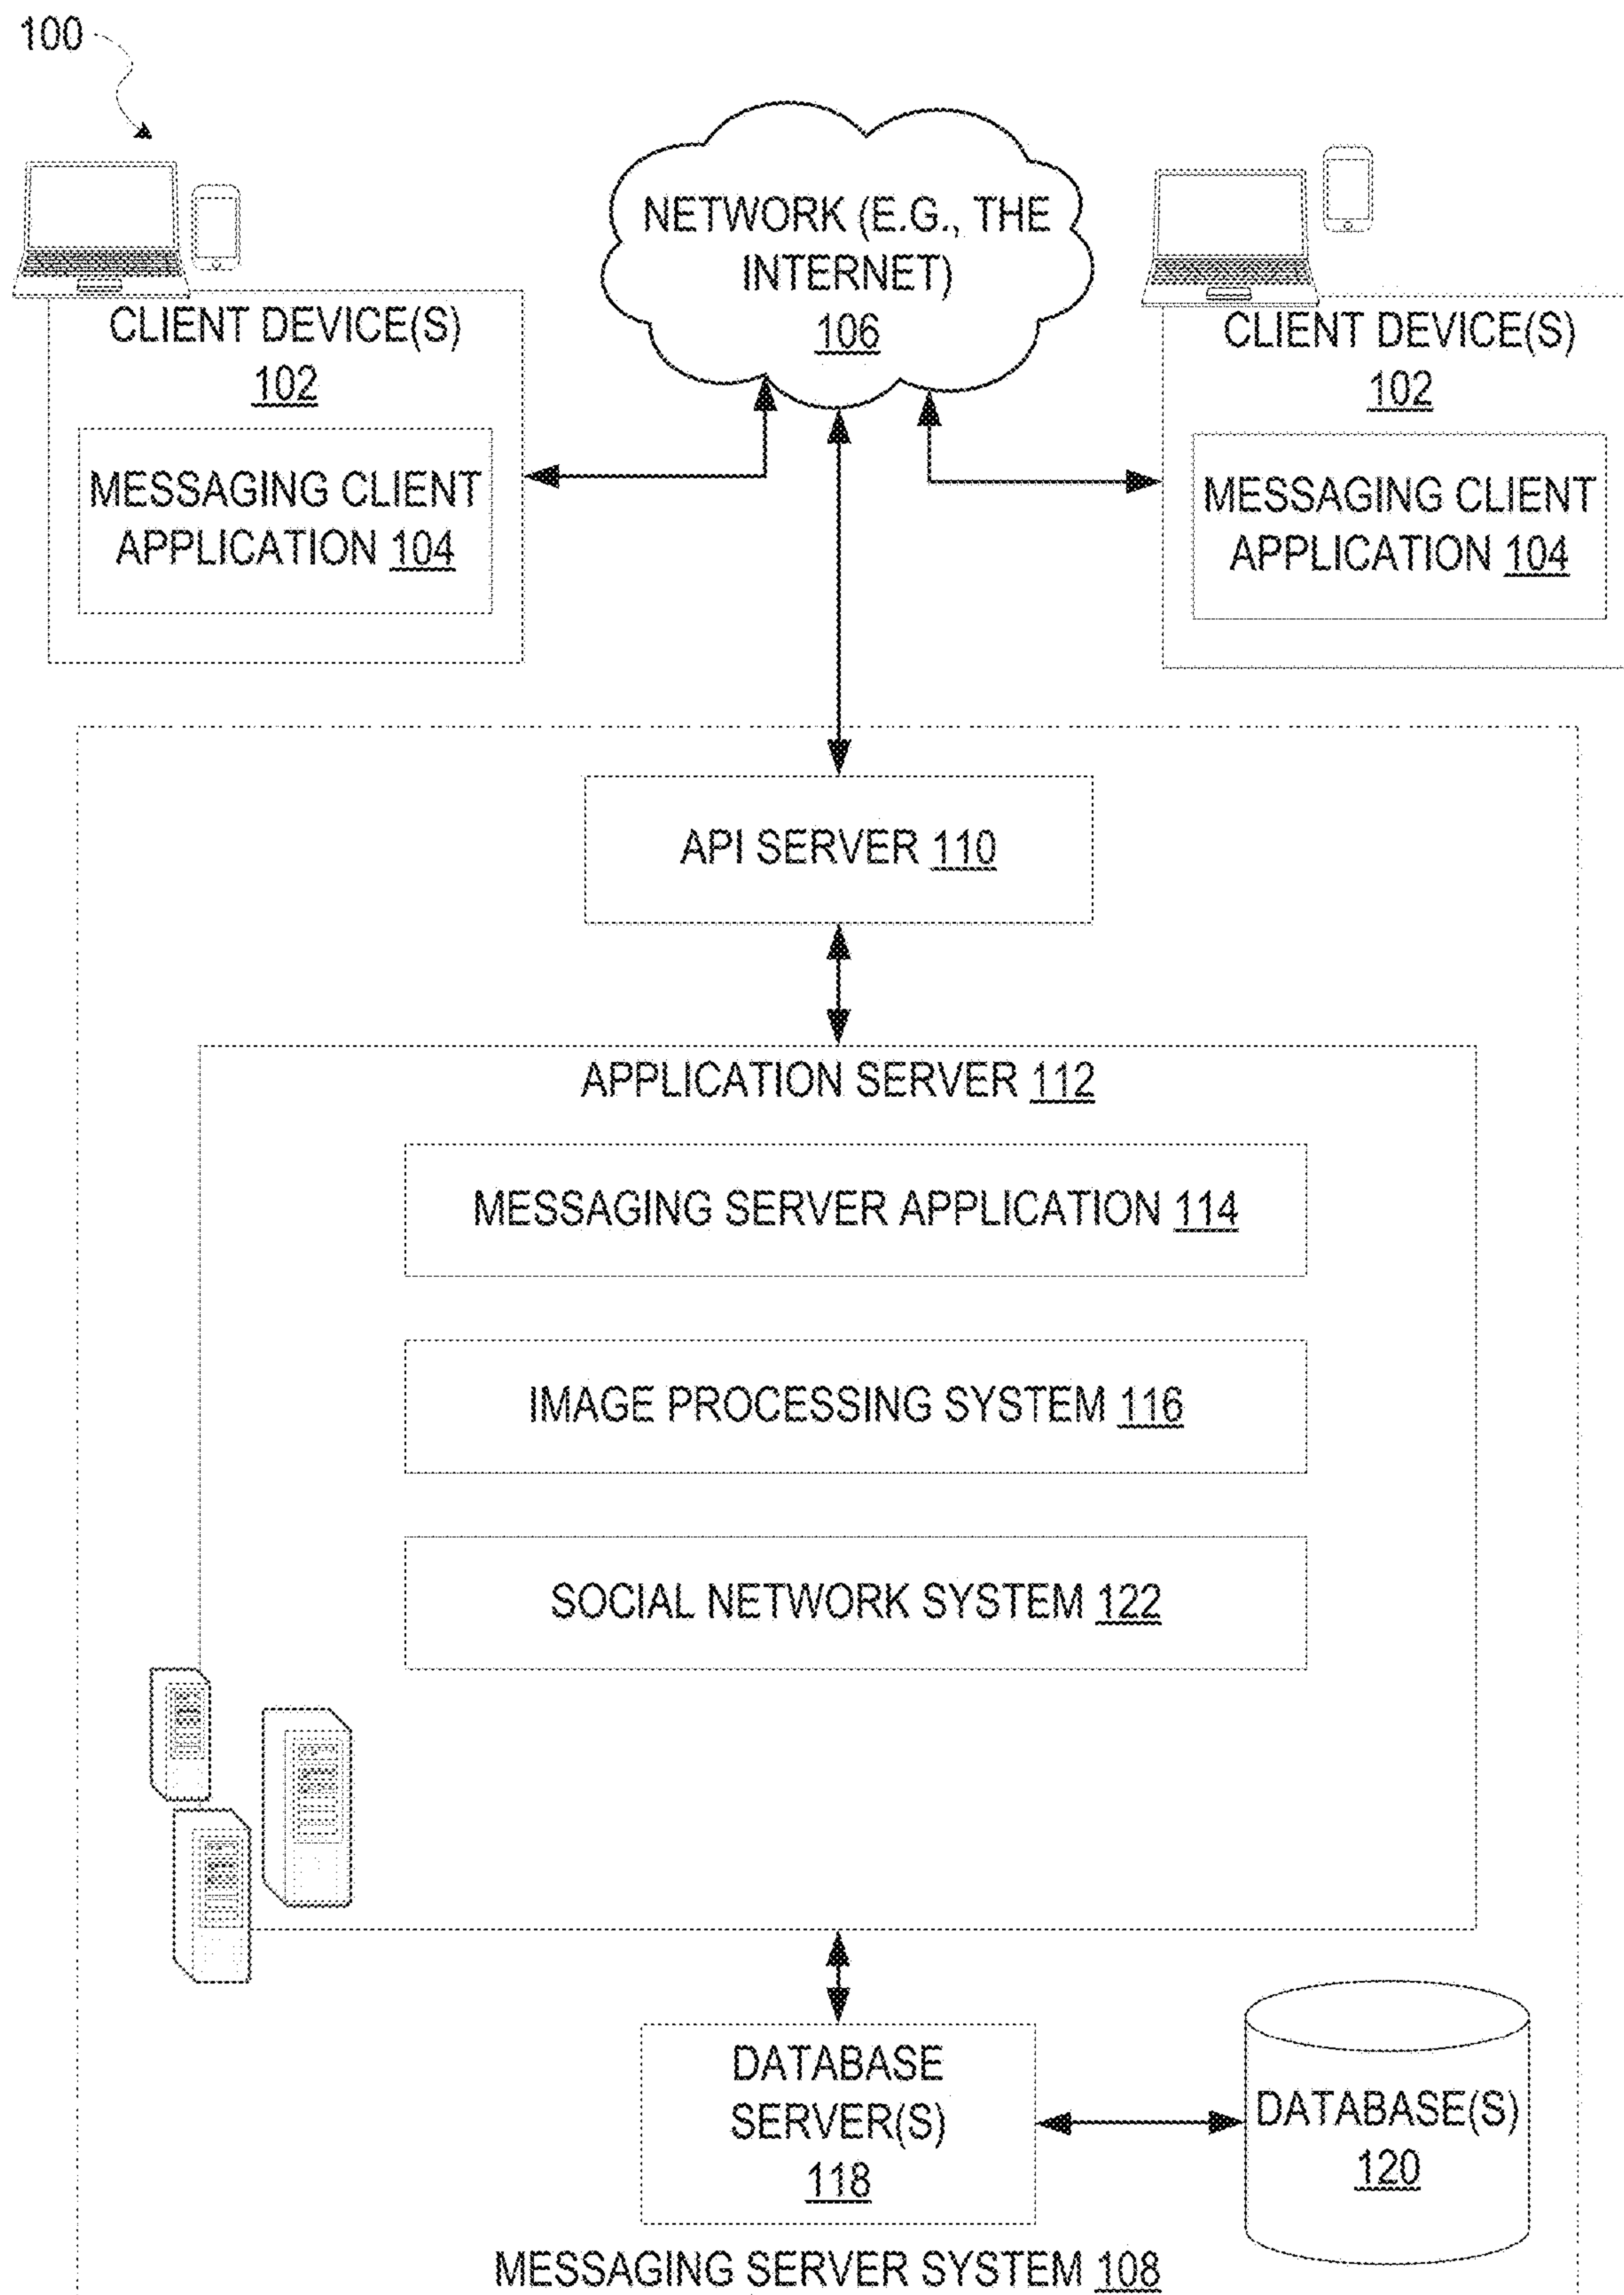 100
NETWORK (E.G., THE
INTERNET)
106
CLIENT DEVICE(S)
102
MESSAGING CLIENT
APPLICATION 104
CLIENT DEVICE(S)
102
MESSAGING CLIENT
APPLICATION 104
API SERVER 110
APPLICATION SERVER 112
MESSAGING SERVER APPLICATION 114
IMAGE PROCESSING SYSTEM 116
SOCIAL NETWORK SYSTEM 122
DATABASE
SERVER(S)
118
DATABASE(S)
120
MESSAGING SERVER SYSTEM 108